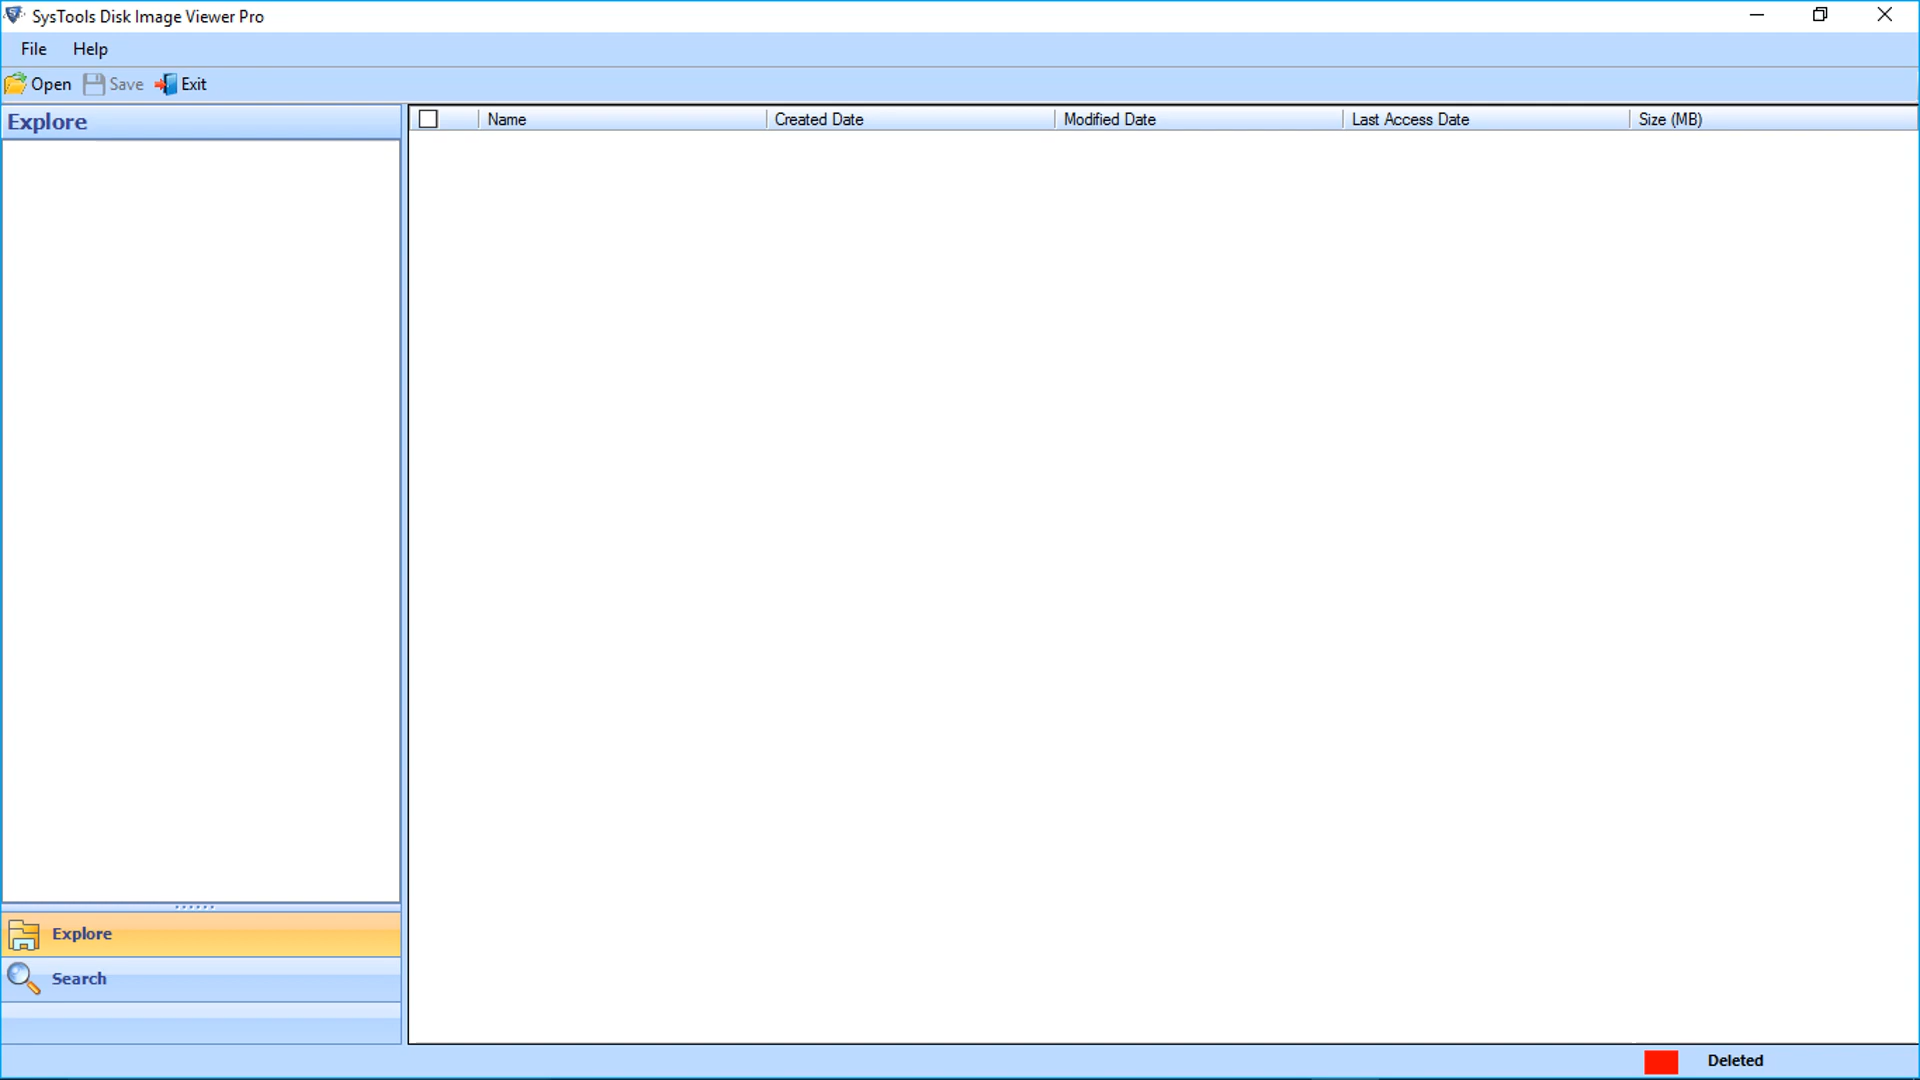 SysTools Disk Image Viewer Pro
File Help
Open Save Exit
Explore
Name Created Date Modified Date Last Access Date Size (MB)
Explore
Search
Deleted